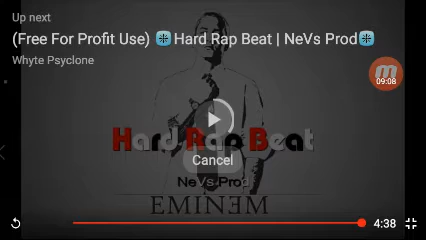 Up next
(Free For Profit Use) ❄Hard Rap Beat | NeVs Prod❄
Whyte Psyclone
09:08
Hard Rap Beat
Cancel
NeVs Prod
EMINƎM
4:38